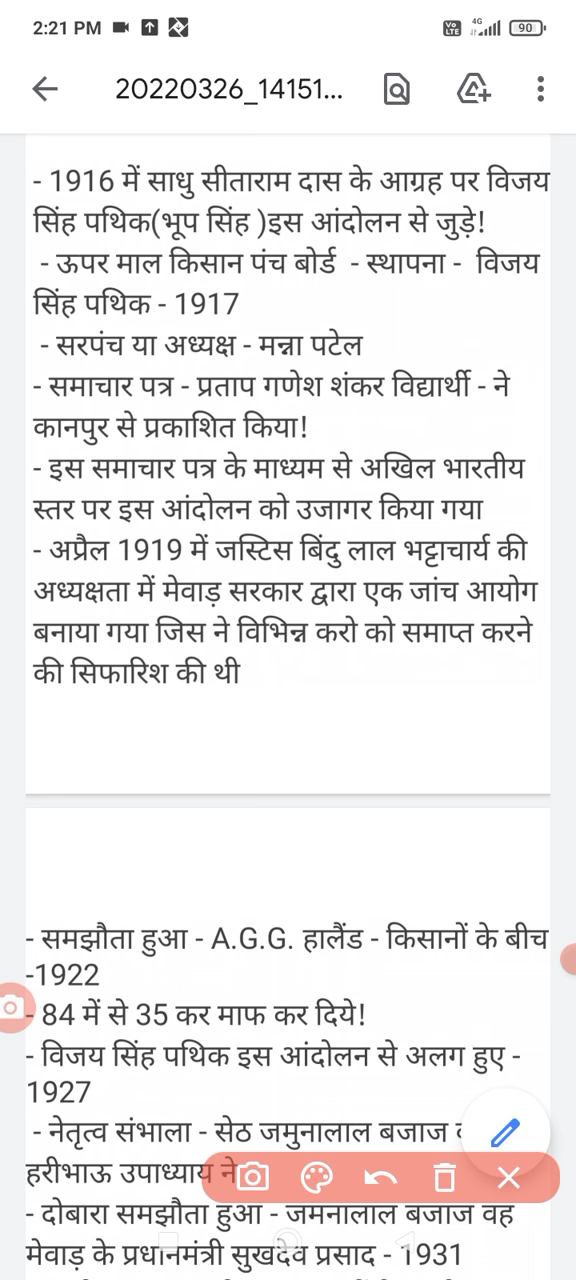 2:21 PM
Vo LTE 4G 90
20220326_14151...
- 1916 में साधु सीताराम दास के आग्रह पर विजय
सिंह पथिक(भूप सिंह )इस आंदोलन से जुड़े!
- ऊपर माल किसान पंच बोर्ड - स्थापना - विजय
सिंह पथिक - 1917
- सरपंच या अध्यक्ष - मन्ना पटेल
- समाचार पत्र - प्रताप गणेश शंकर विद्यार्थी - ने
कानपुर से प्रकाशित किया!
- इस समाचार पत्र के माध्यम से अखिल भारतीय
स्तर पर इस आंदोलन को उजागर किया गया
- अप्रैल 1919 में जस्टिस बिंदु लाल भट्टाचार्य की
अध्यक्षता में मेवाड़ सरकार द्वारा एक जांच आयोग
बनाया गया जिस ने विभिन्न करो को समाप्त करने
की सिफारिश की थी
- समझौता हुआ - A.G.G. हालैंड - किसानों के बीच
-1922
- 84 में से 35 कर माफ कर दिये!
- विजय सिंह पथिक इस आंदोलन से अलग हुए -
1927
- नेतृत्व संभाला - सेठ जमुनालाल बजाज
हरीभाऊ उपाध्याय ने
- दोबारा समझौता हुआ - जमनालाल बजाज वह
मेवाड़ के प्रधानमंत्री सुखदेव प्रसाद - 1931